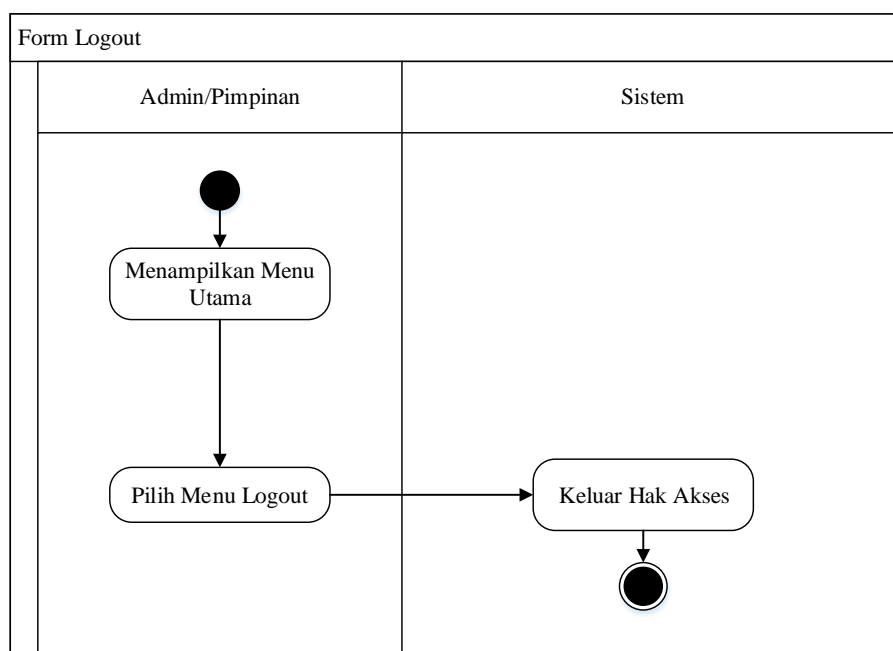 Form Logout
Admin/Pimpinan
Sistem
Menampilkan Menu
Utama
Pilih Menu Logout
Keluar Hak Akses